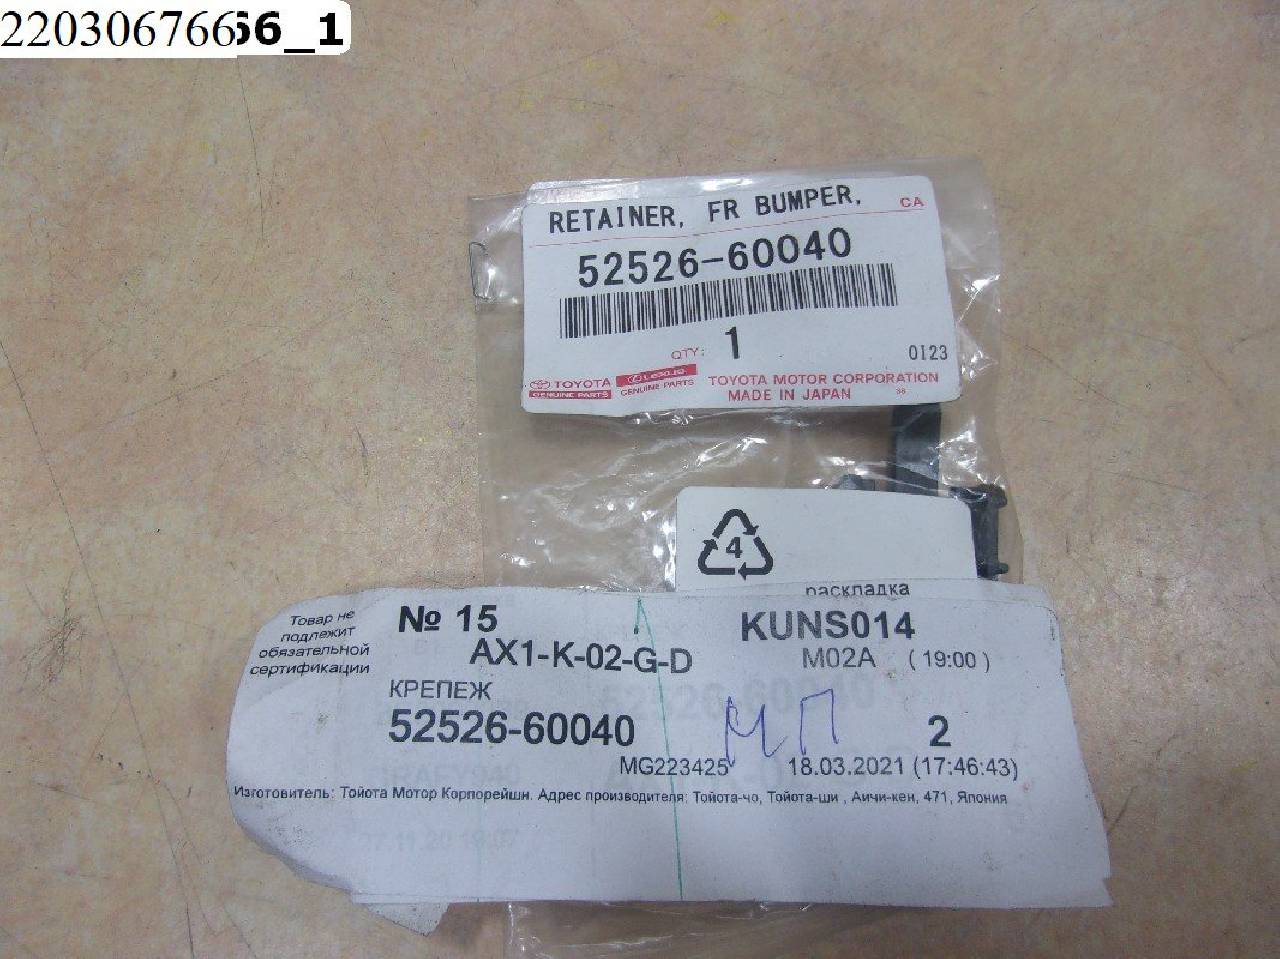 220306766
66_1
RETAINER, FR BUMPER,
CA
52526-60040
QTY: 1
0123
TOYOTA
GENUINE PARTS
LEXUS
GENUINE PARTS
TOYOTA MOTOR CORPORATION
MADE IN JAPAN
4
раскладка
Товар не
подлежит
обязательной
сертификации
№ 15
KUNS014
AX1-K-02-G-D
M02A (19:00)
КРЕПЕЖ
52526-60040
МП
2
MG223425
18.03.2021 (17:46:43)
Изготовитель: Тойота Мотор Корпорейшн. Адрес производителя: Тойота-чо, Тойота-ши , Аичи-кен, 471, Япония